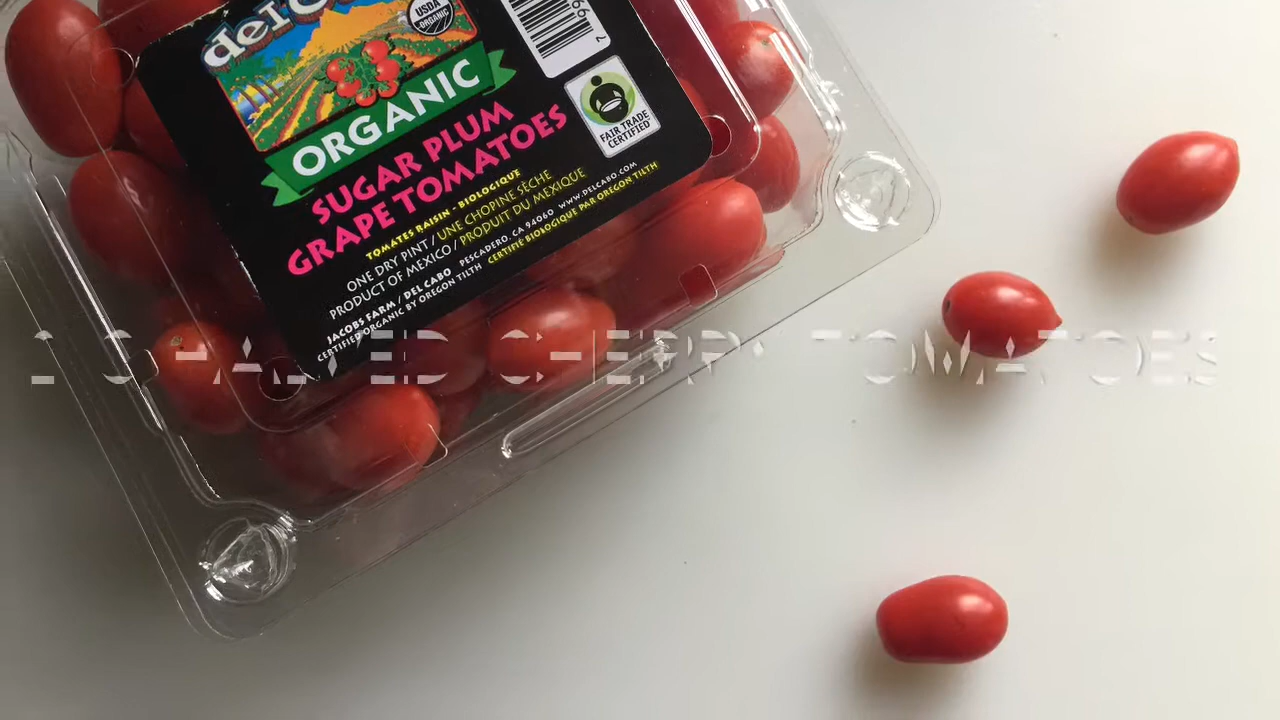 USDA
ORGANIC
ORGANIC
SUGAR PLUM
GRAPE TOMATOES
TOMATES RAISIN - BIOLOGIQUE
ONE DRY PINT / UNE CHOPINE SÈCHE
PRODUCT OF MEXICO / PRODUIT DU MEXIQUE
JACOBS FARM / DEL CABO PESCADERO, CA 94060 WWW.DELCABO.COM
CERTIFIED ORGANIC BY OREGON TILTH CERTIFIÉ BIOLOGIQUE PAR OREGON TILTH
FAIR TRADE
CERTIFIED
HALVED CHERRY TOMATOES